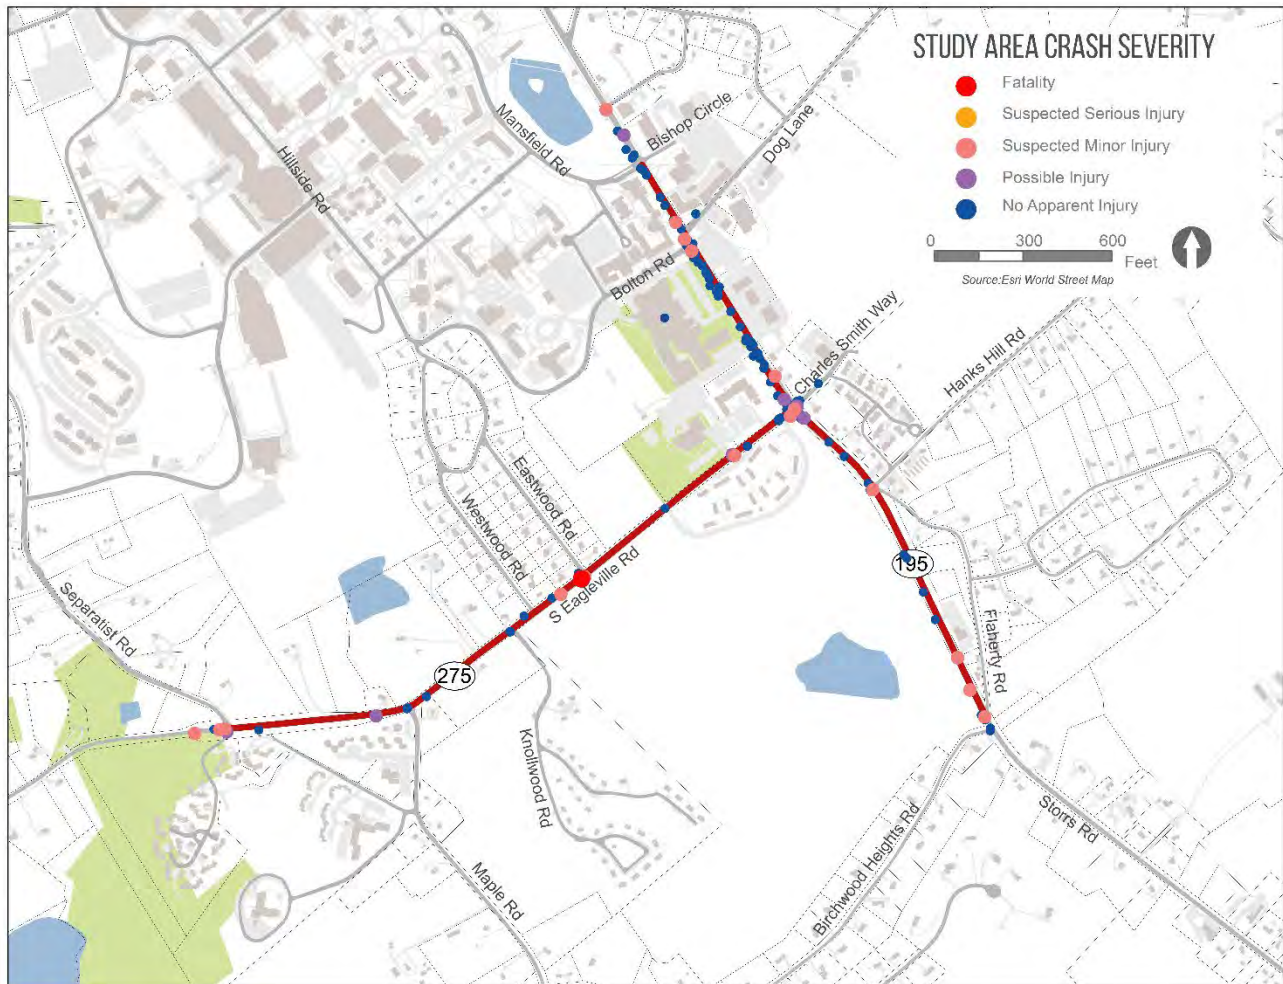 STUDY AREA CRASH SEVERITY
Fatality
Suspected Serious Injury
Suspected Minor Injury
Possible Injury
No Apparent Injury
0 300 600
Feet
Source:Esri World Street Map
Mansfield Rd
Bishop Circle
Dog Lane
Hillside Rd
Bolton Rd
Charles Smith Way
Hanks Hill Rd
Eastwood Rd
Westwood Rd
S Eagleville Rd
195
Separatist Rd
275
Flaherty Rd
Knollwood Rd
Storrs Rd
Birchwood Heights Rd
Maple Rd